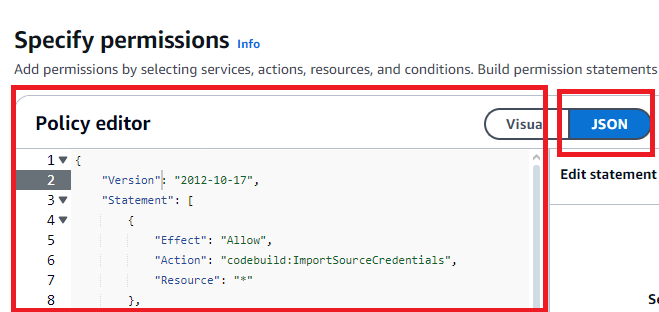 Specify permissions Info
Add permissions by selecting services, actions, resources, and conditions. Build permission statements
Policy editor
Visua
JSON
1 {
2 "Version": "2012-10-17",
3 "Statement": [
4 {
5 "Effect": "Allow",
6 "Action": "codebuild:ImportSourceCredentials",
7 "Resource": "*"
8 },
Edit statement
Se